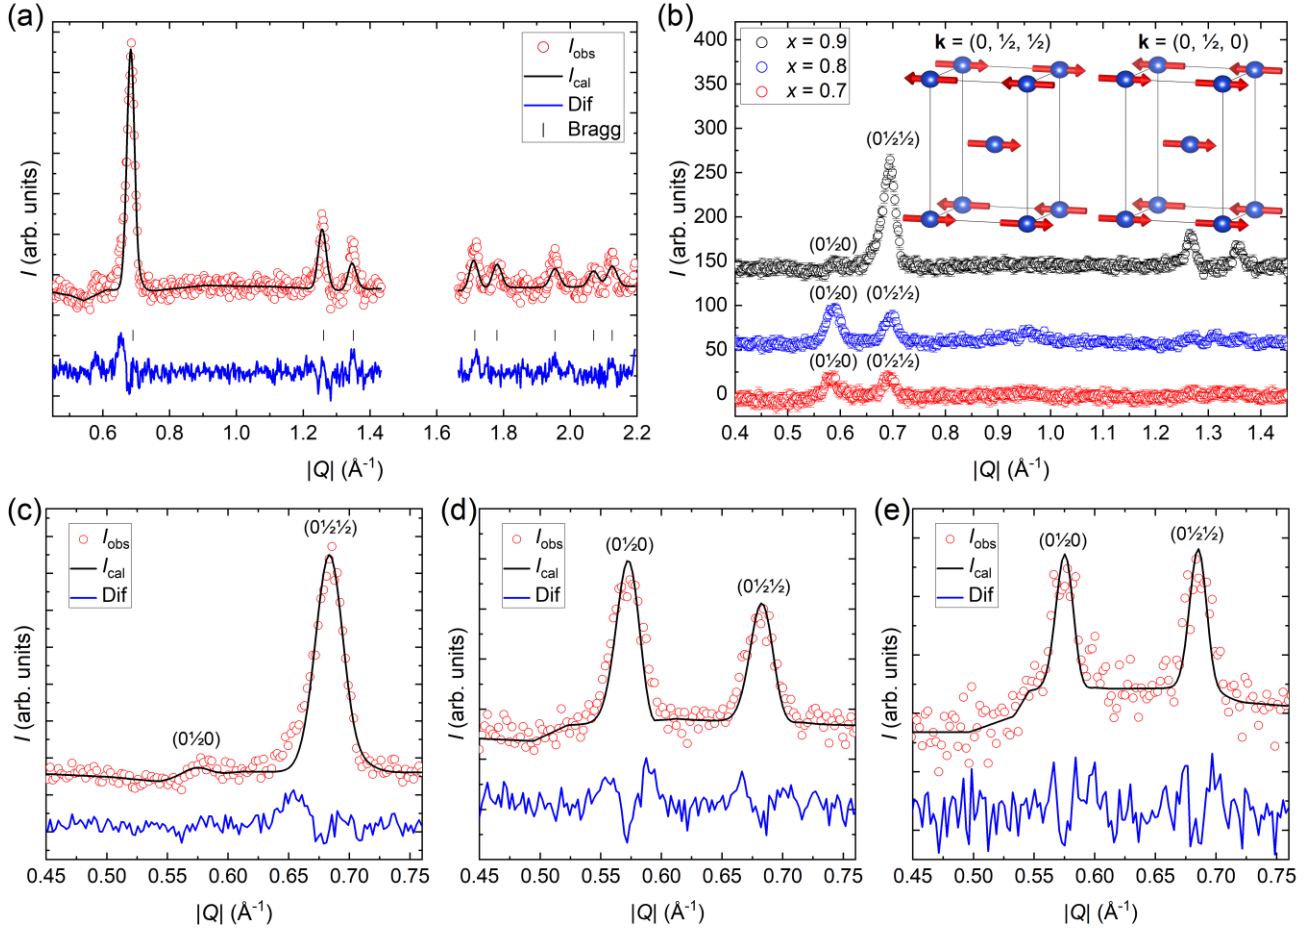 (a)
I (arb. units)
I_obs
I_cal
Dif
Bragg
0.6 0.8 1.0 1.2 1.4 1.6 1.8 2.0 2.2
|Q| (Å⁻¹)
(b)
I (arb. units)
400
350
300
250
200
150
100
50
0
x = 0.9
x = 0.8
x = 0.7
k = (0, ½, ½)
k = (0, ½, 0)
(0½½)
(0½0)
(0½0) (0½½)
(0½0) (0½½)
0.4 0.5 0.6 0.7 0.8 0.9 1.0 1.1 1.2 1.3 1.4
|Q| (Å⁻¹)
(c)
I (arb. units)
I_obs
I_cal
Dif
(0½½)
(0½0)
0.45 0.50 0.55 0.60 0.65 0.70 0.75
|Q| (Å⁻¹)
(d)
I (arb. units)
I_obs
I_cal
Dif
(0½0)
(0½½)
0.45 0.50 0.55 0.60 0.65 0.70 0.75
|Q| (Å⁻¹)
(e)
I (arb. units)
I_obs
I_cal
Dif
(0½0)
(0½½)
0.45 0.50 0.55 0.60 0.65 0.70 0.75
|Q| (Å⁻¹)